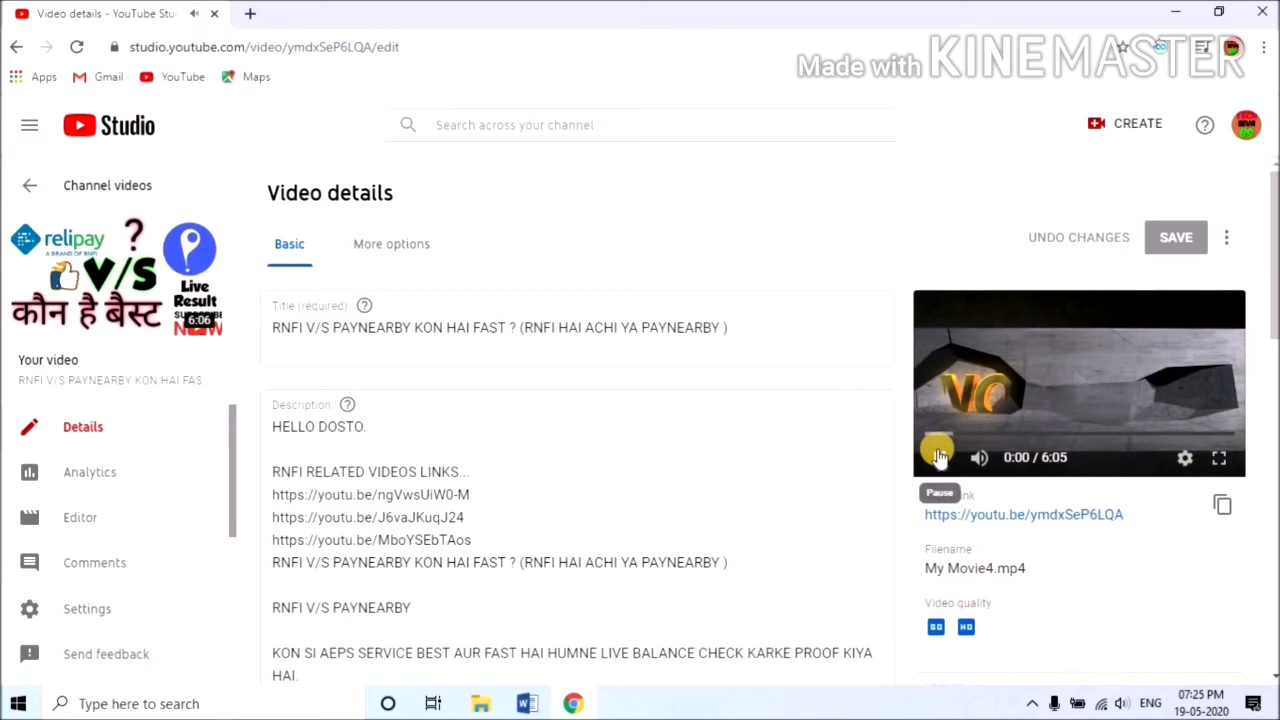 Video details - YouTube Stu
studio.youtube.com/video/ymdxSeP6LQA/edit
Made with KINEMASTER
Apps
Gmail
YouTube
Maps
Studio
Search across your channel
CREATE
Channel videos
Video details
relipay
A BRAND OF RNFI
?
V/S
Live
Result
कौन है बैस्ट
NOW
6:06
Basic
More options
UNDO CHANGES
SAVE
Title (required)
RNFI V/S PAYNEARBY KON HAI FAST ? (RNFI HAI ACHI YA PAYNEARBY )
Your video
RNFI V/S PAYNEARBY KON HAI FAS
Description
HELLO DOSTO.
RNFI RELATED VIDEOS LINKS...
https://youtu.be/ngVwsUiW0-M
https://youtu.be/J6vaJKuqJ24
https://youtu.be/MboYSEbTAos
RNFI V/S PAYNEARBY KON HAI FAST ? (RNFI HAI ACHI YA PAYNEARBY )
RNFI V/S PAYNEARBY
KON SI AEPS SERVICE BEST AUR FAST HAI HUMNE LIVE BALANCE CHECK KARKE PROOF KIYA
HAI.
Details
Analytics
Editor
Comments
Settings
Send feedback
0:00 / 6:05
Pause
https://youtu.be/ymdxSeP6LQA
Filename
My Movie4.mp4
Video quality
SD
HD
Type here to search
ENG
07:25 PM
19-05-2020